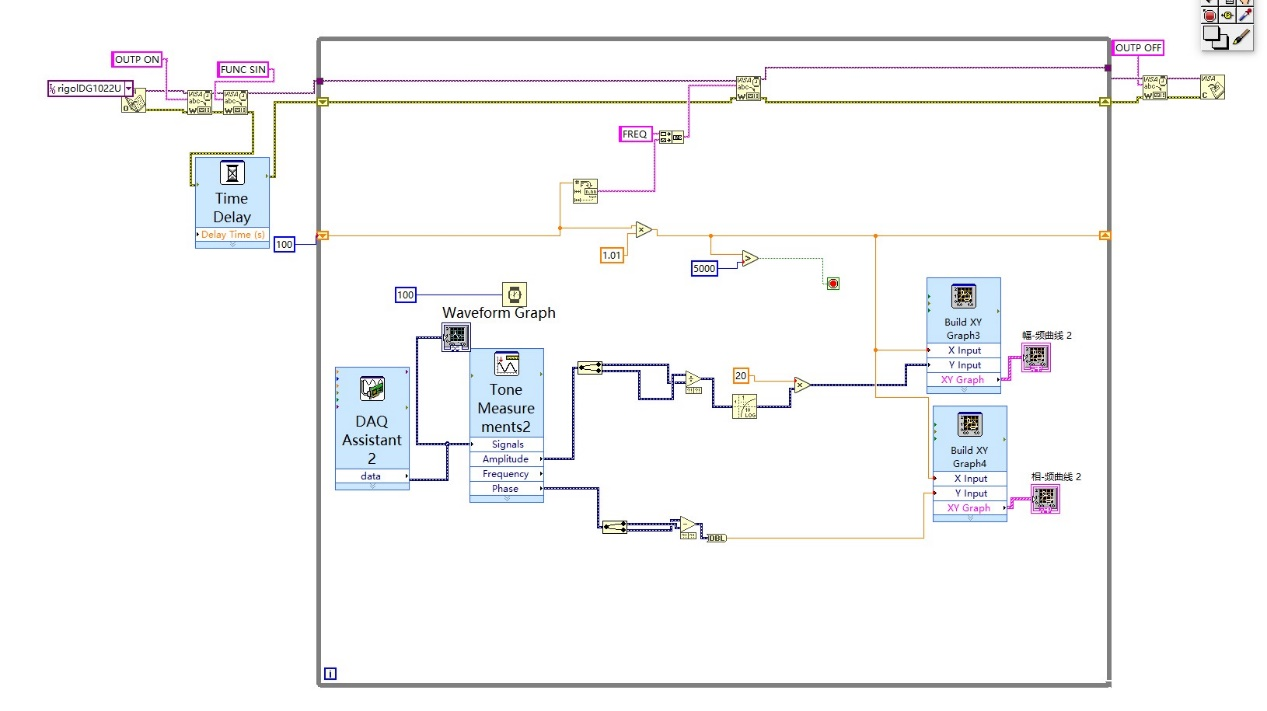 OUTP ON
FUNC SIN
OUTP OFF
rigolDG1022U
FREQ
Time
Delay
Delay Time (s)
100
1.01
5000
100
Waveform Graph
Build XY
Graph3
X Input
Y Input
XY Graph
幅-频曲线 2
20
LOG
Tone
Measure
ments2
Signals
Amplitude
Frequency
Phase
DAQ
Assistant
2
data
Build XY
Graph4
X Input
Y Input
XY Graph
相-频曲线 2
DBL
i